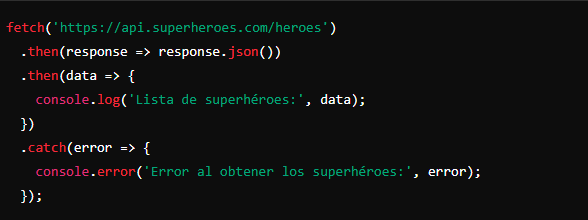 fetch('https://api.superheroes.com/heroes')
  .then(response => response.json())
  .then(data => {
    console.log('Lista de superhéroes:', data);
  })
  .catch(error => {
    console.error('Error al obtener los superhéroes:', error);
  });